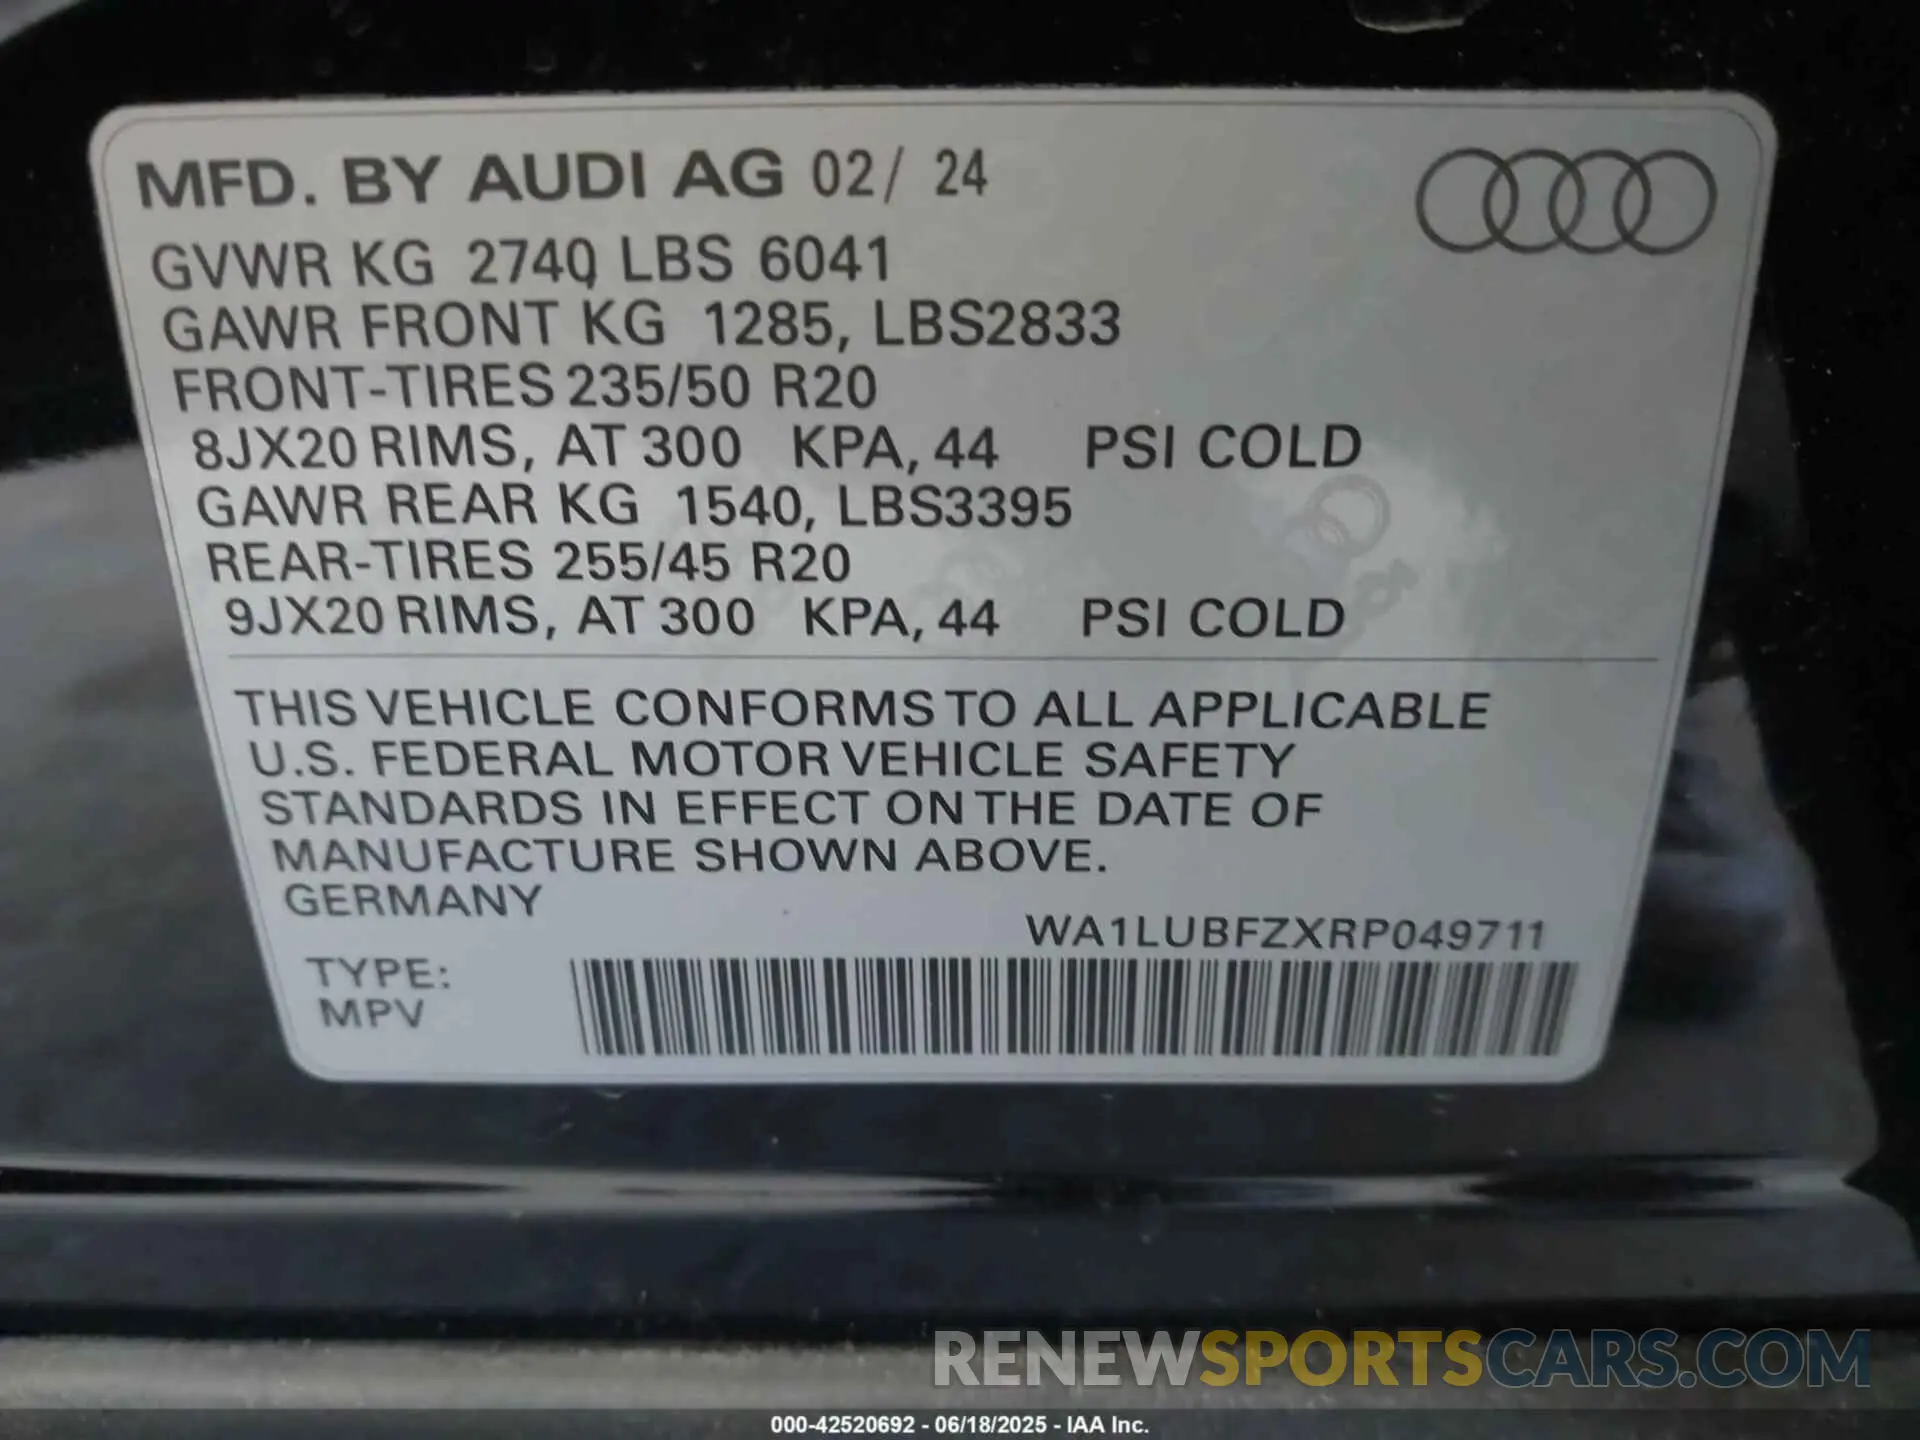 MFD. BY AUDI AG 02/ 24
GVWR KG 2740 LBS 6041
GAWR FRONT KG 1285, LBS2833
FRONT-TIRES 235/50 R20
8JX20 RIMS, AT 300 KPA, 44 PSI COLD
GAWR REAR KG 1540, LBS3395
REAR-TIRES 255/45 R20
9JX20 RIMS, AT 300 KPA, 44 PSI COLD
THIS VEHICLE CONFORMS TO ALL APPLICABLE
U.S. FEDERAL MOTOR VEHICLE SAFETY
STANDARDS IN EFFECT ON THE DATE OF
MANUFACTURE SHOWN ABOVE.
GERMANY
WA1LUBFZXRP049711
TYPE:
MPV
RENEWSPORTSCARS.COM
000-42520692 - 06/18/2025 - IAA Inc.